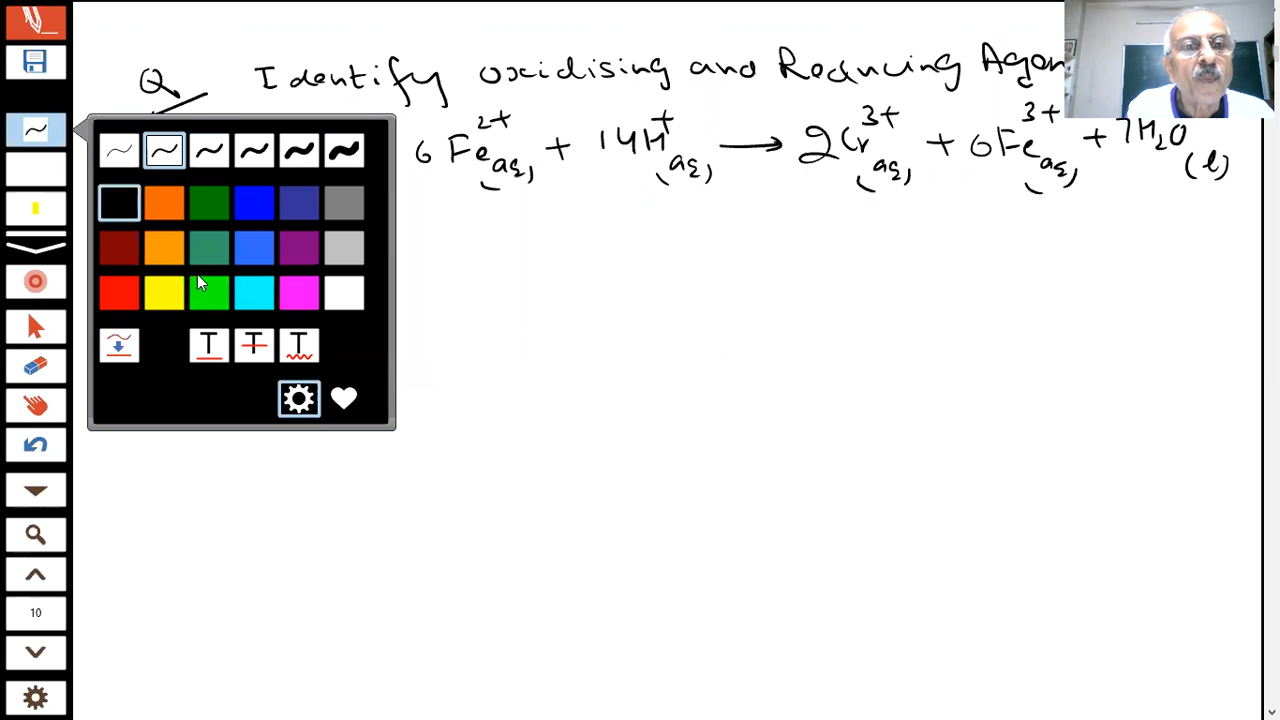 Q. Identify oxidising and Reducing Agen
6 Fe²⁺(aq) + 14H⁺(aq) → 2Cr³⁺(aq) + 6Fe³⁺(aq) + 7H₂O(l)
T T T
10